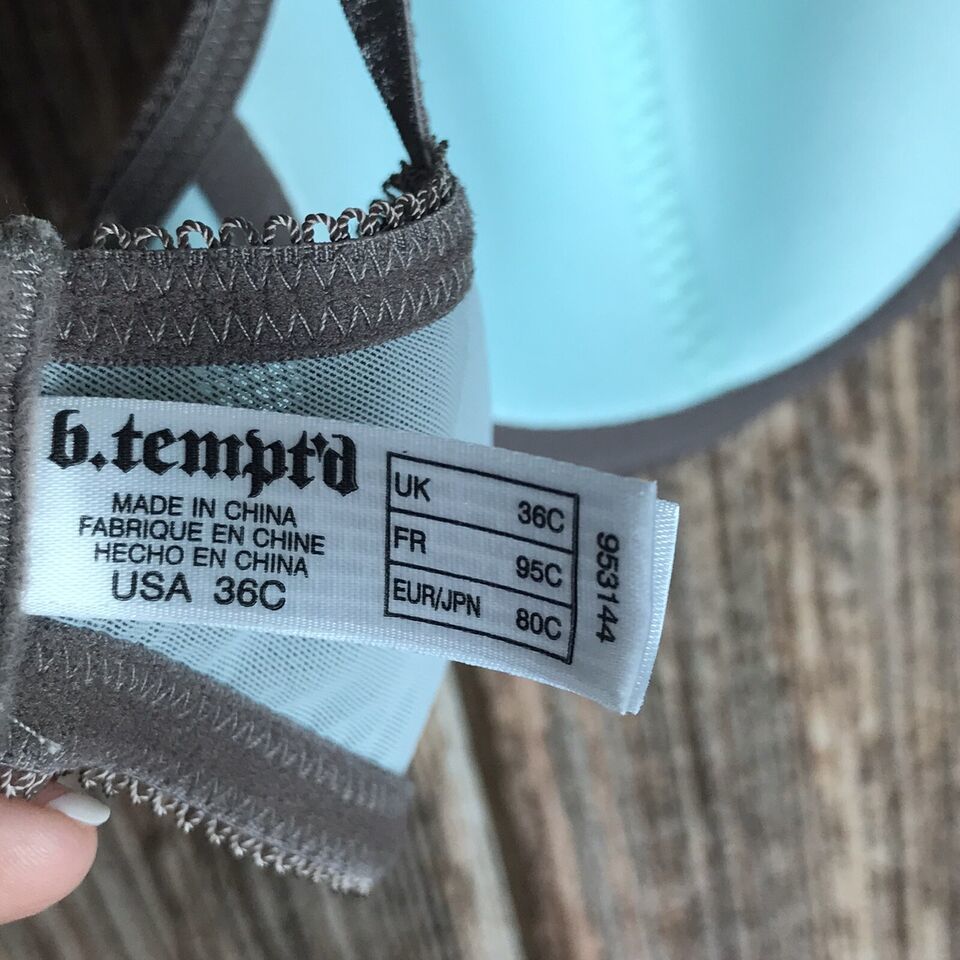 b.tempt'd
MADE IN CHINA
FABRIQUE EN CHINE
HECHO EN CHINA
USA 36C
UK 36C
FR 95C
EUR/JPN 80C
953144